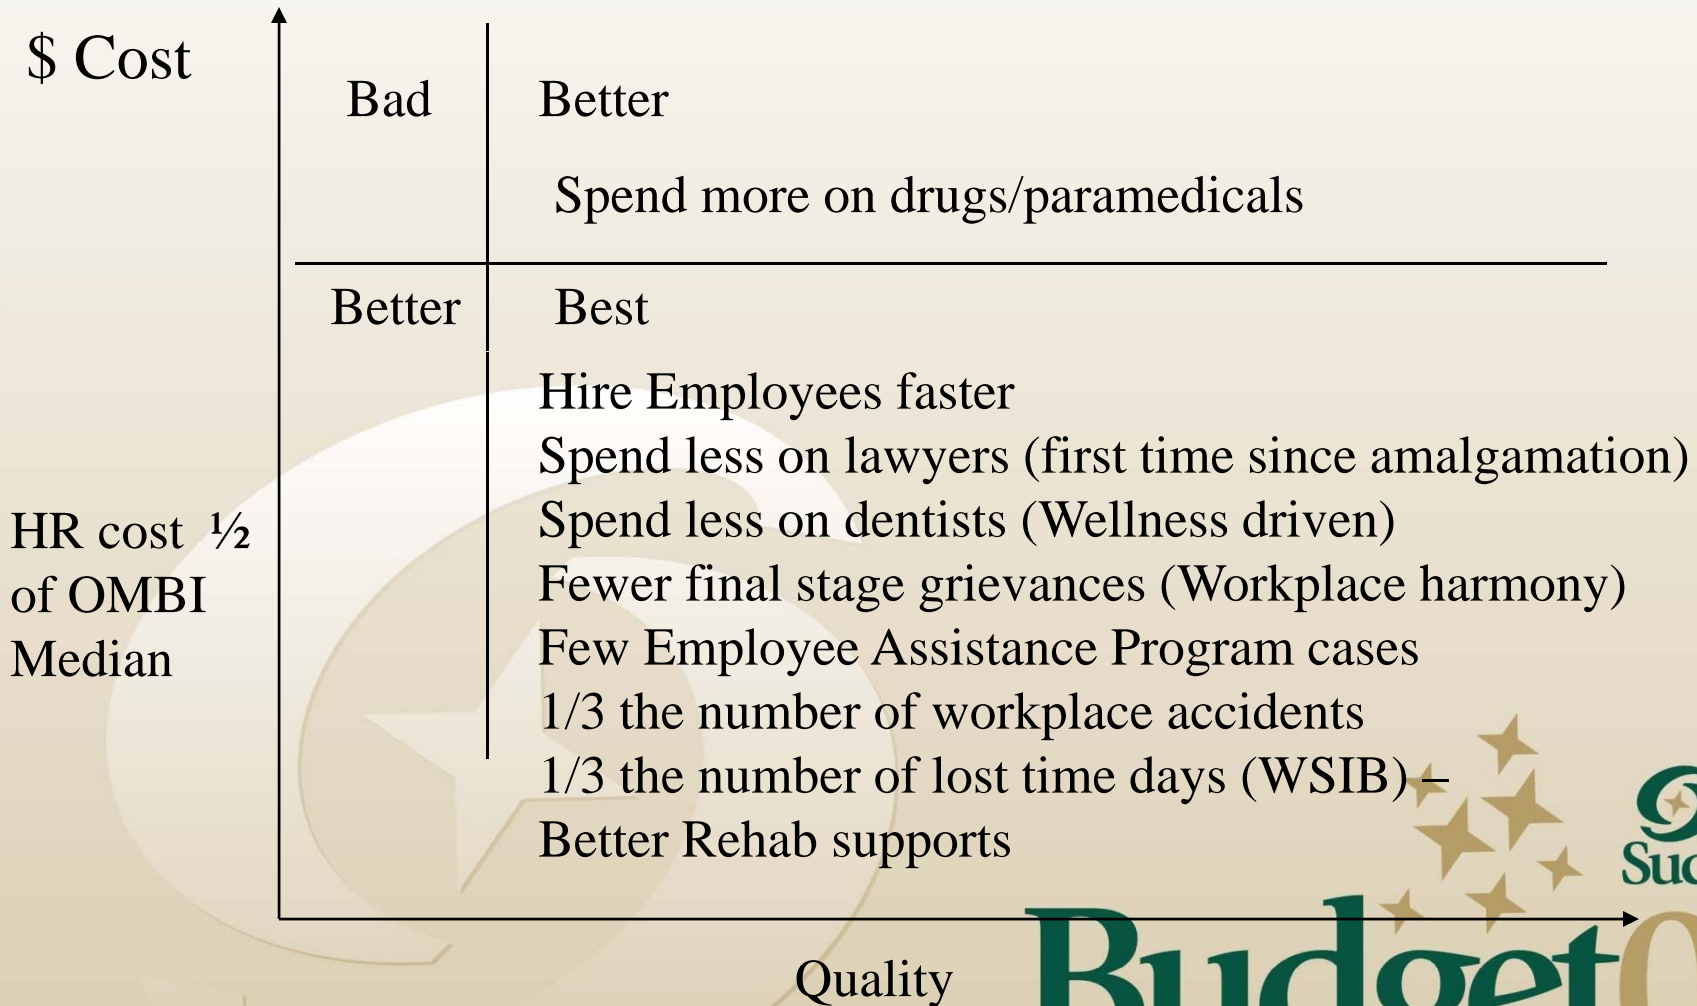 $ Cost
Bad
Better
Spend more on drugs/paramedicals
Better
Best
Hire Employees faster
Spend less on lawyers (first time since amalgamation)
Spend less on dentists (Wellness driven)
Fewer final stage grievances (Workplace harmony)
Few Employee Assistance Program cases
1/3 the number of workplace accidents
1/3 the number of lost time days (WSIB) –
Better Rehab supports
HR cost ½
of OMBI
Median
Quality
Budget